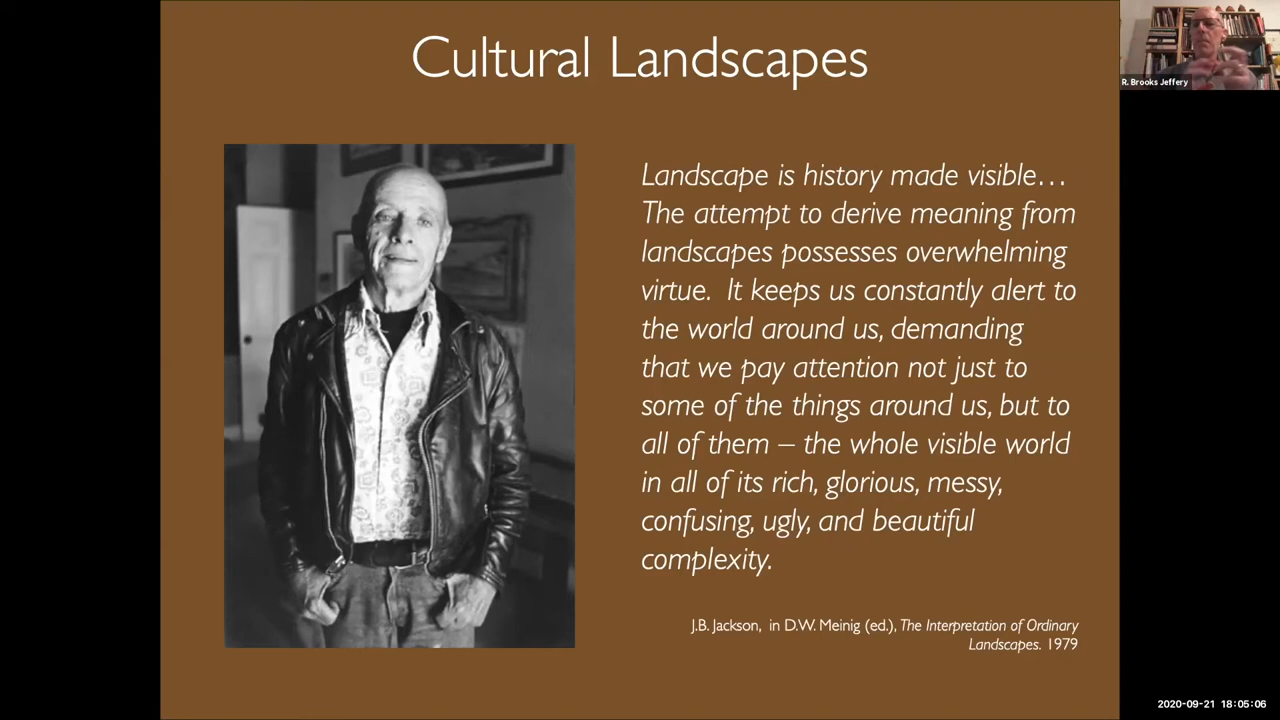 Cultural Landscapes
R. Brooks Jeffery
Landscape is history made visible…
The attempt to derive meaning from
landscapes possesses overwhelming
virtue.  It keeps us constantly alert to
the world around us, demanding
that we pay attention not just to
some of the things around us, but to
all of them – the whole visible world
in all of its rich, glorious, messy,
confusing, ugly, and beautiful
complexity.
J.B. Jackson,  in D.W. Meinig (ed.), The Interpretation of Ordinary
Landscapes. 1979
2020-09-21  18:05:06